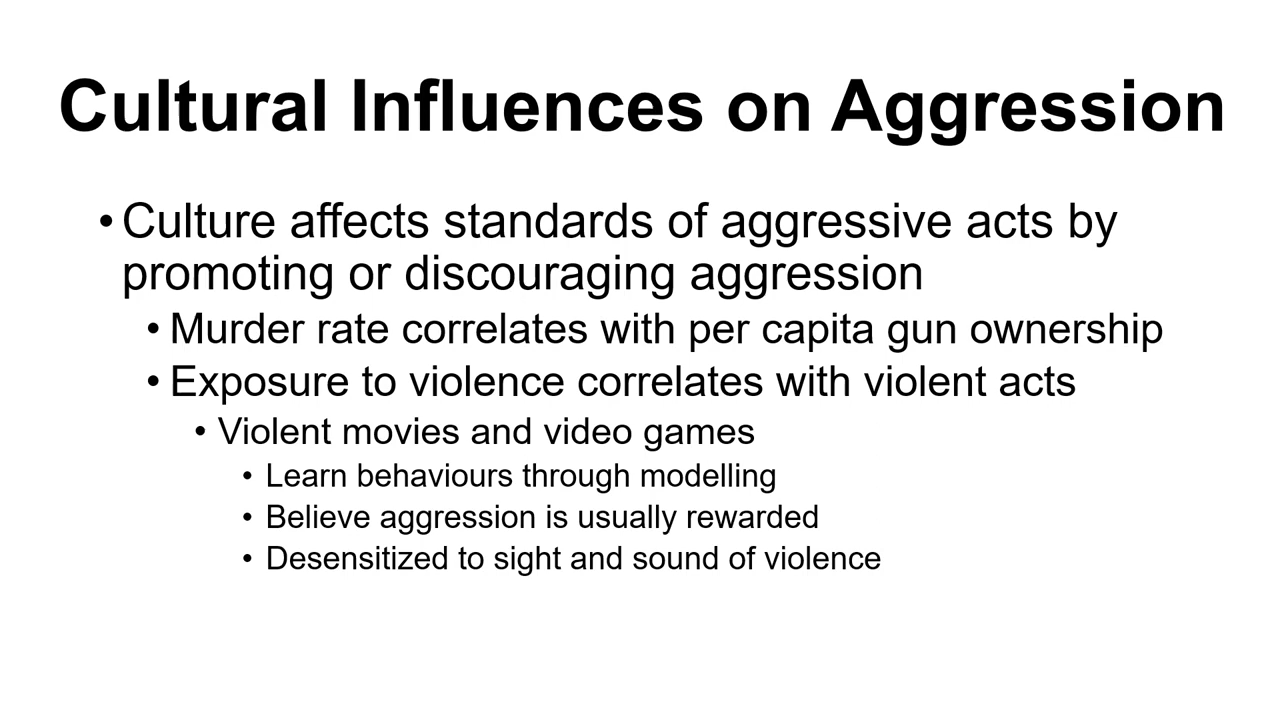 Cultural Influences on Aggression
• Culture affects standards of aggressive acts by
promoting or discouraging aggression
• Murder rate correlates with per capita gun ownership
• Exposure to violence correlates with violent acts
• Violent movies and video games
• Learn behaviours through modelling
• Believe aggression is usually rewarded
• Desensitized to sight and sound of violence